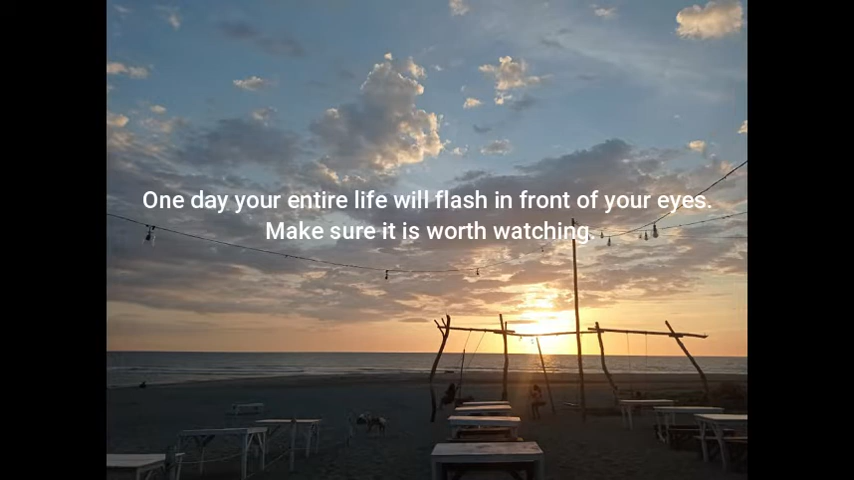 One day your entire life will flash in front of your eyes.
Make sure it is worth watching.